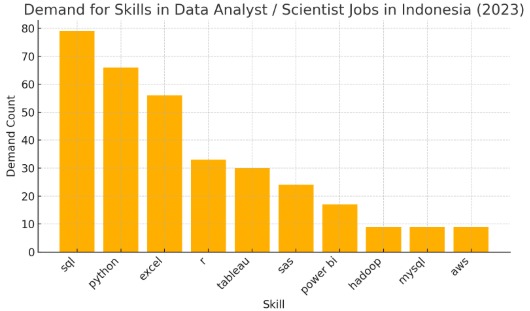 Demand for Skills in Data Analyst / Scientist Jobs in Indonesia (2023)
Demand Count
80
70
60
50
40
30
20
10
0
sql
python
excel
r
tableau
sas
power bi
hadoop
mysql
aws
Skill